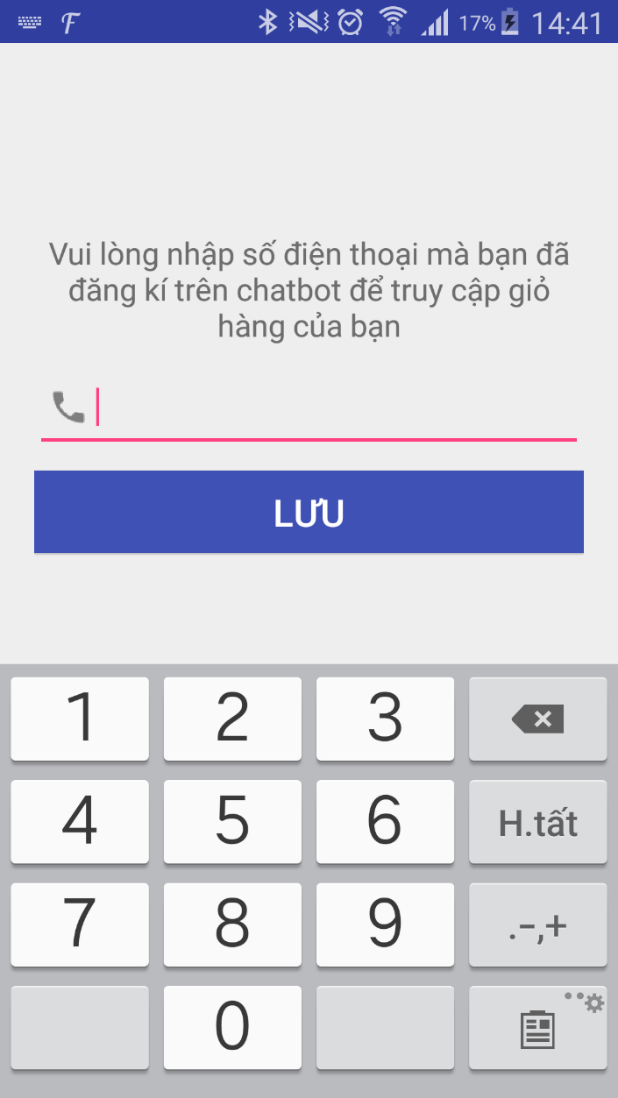 F 17% 14:41
Vui lòng nhập số điện thoại mà bạn đã
đăng kí trên chatbot để truy cập giỏ
hàng của bạn
LƯU
1 2 3
4 5 6 H.tất
7 8 9 .-,+
0